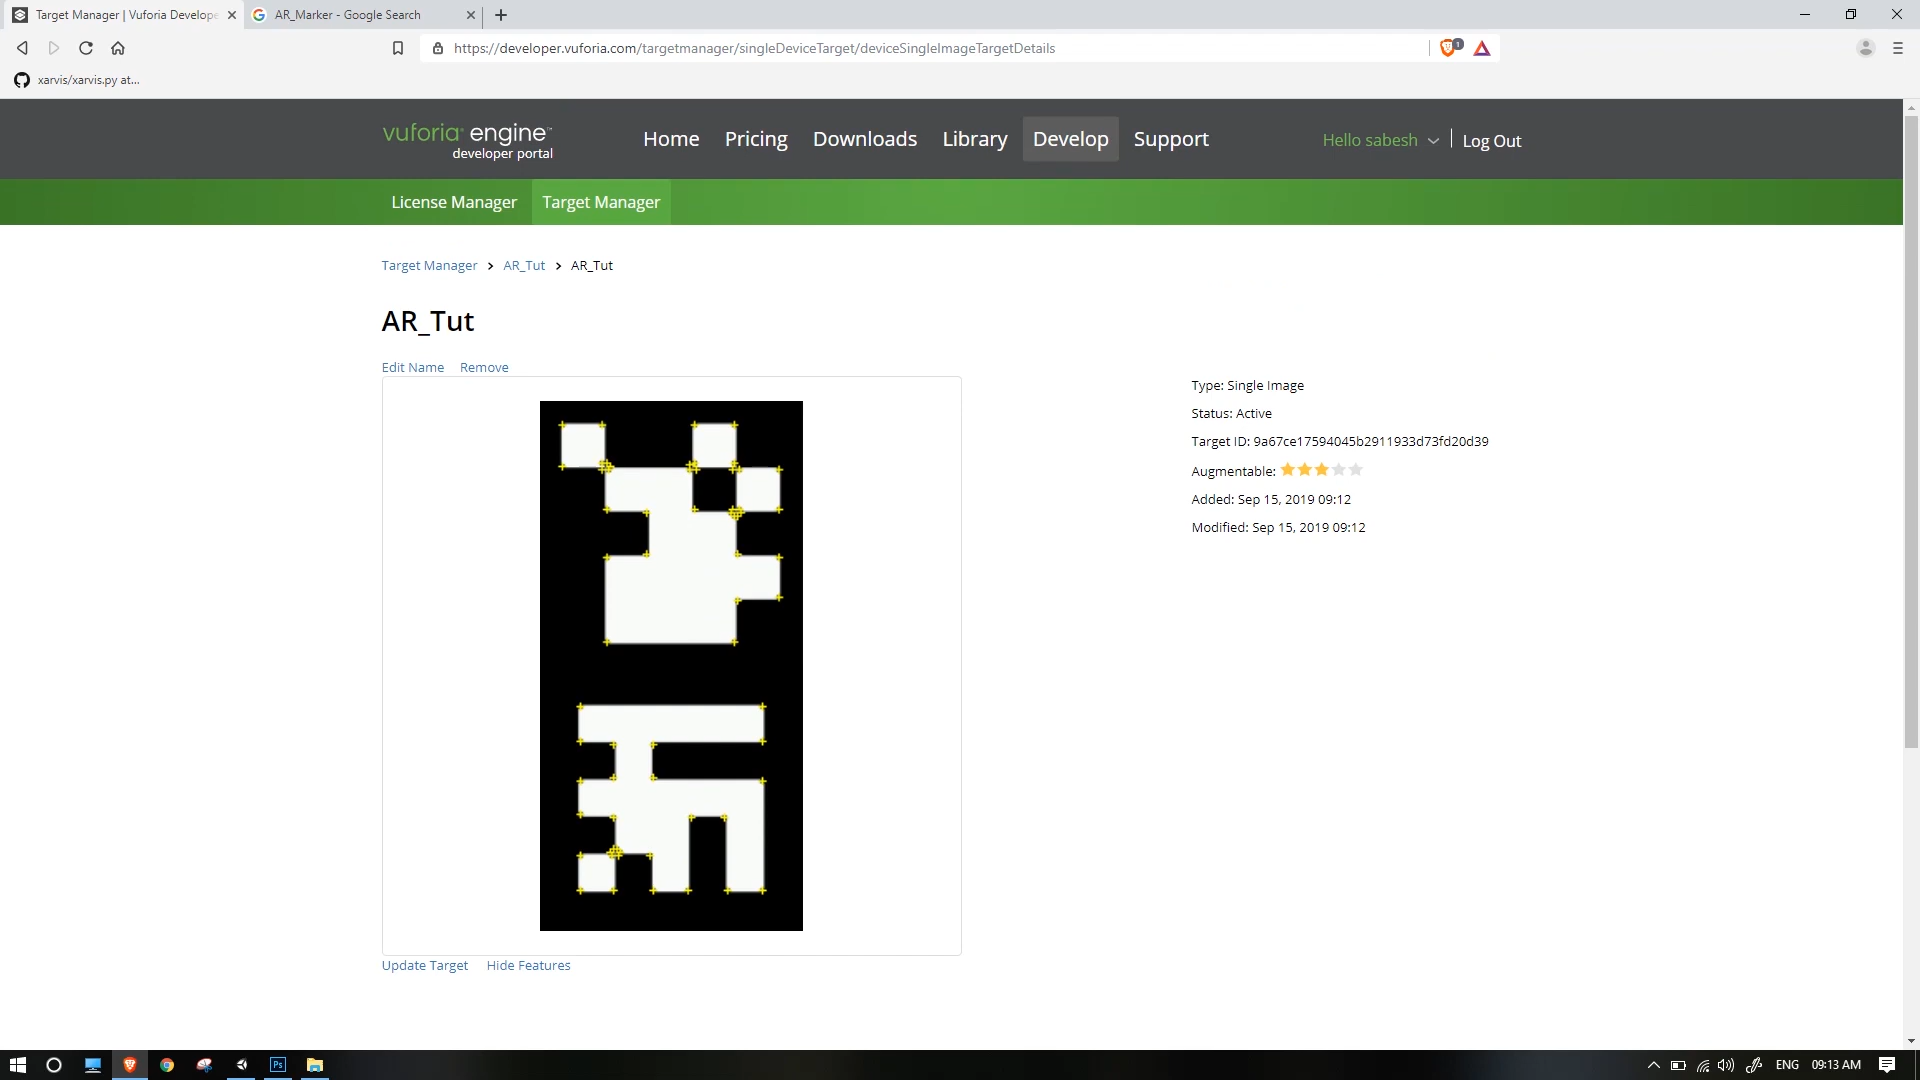 Target Manager | Vuforia Develope
AR_Marker - Google Search
https://developer.vuforia.com/targetmanager/singleDeviceTarget/deviceSingleImageTargetDetails
1
xarvis/xarvis.py at...
vuforia engine™
developer portal
Home Pricing Downloads Library Develop Support
Hello sabesh
Log Out
License Manager Target Manager
Target Manager > AR_Tut > AR_Tut
AR_Tut
Edit Name Remove
Type: Single Image
Status: Active
Target ID: 9a67ce17594045b2911933d73fd20d39
Augmentable:
Added: Sep 15, 2019 09:12
Modified: Sep 15, 2019 09:12
Update Target Hide Features
Ps
ENG 09:13 AM